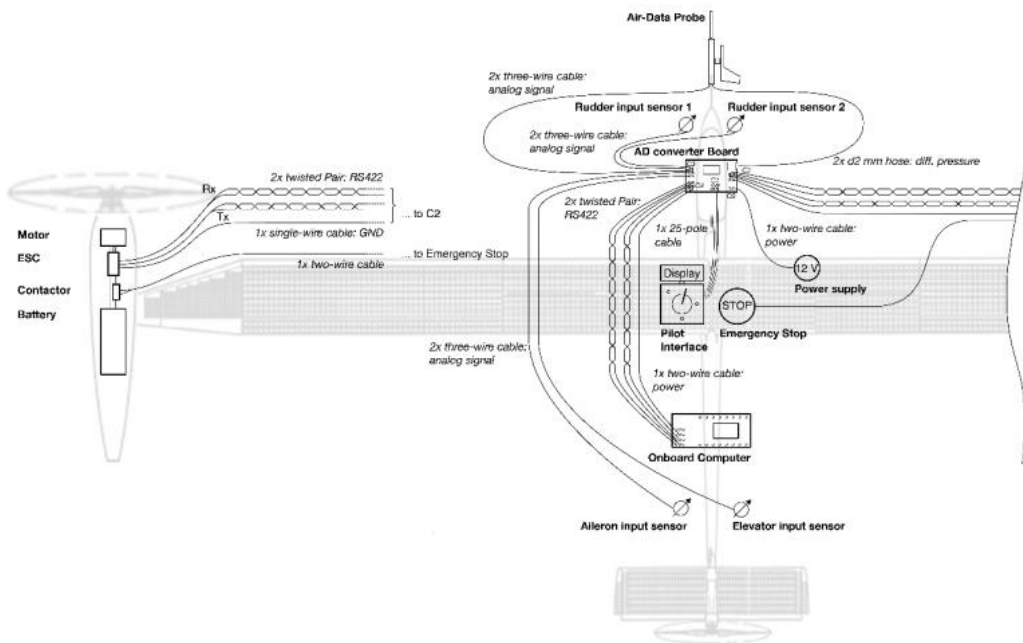 Air-Data Probe
2x three-wire cable:
analog signal
Rudder input sensor 1
Rudder input sensor 2
2x three-wire cable:
analog signal
AD converter Board
2x d2 mm hose: diff. pressure
2x twisted Pair: RS422
Rx
Tx
... to C2
1x single-wire cable: GND
... to Emergency Stop
1x two-wire cable
Motor
ESC
Contactor
Battery
2x twisted Pair:
RS422
1x 25-pole
cable
1x two-wire cable:
power
12 V
Power supply
Display
STOP
Pilot
Interface
Emergency Stop
2x three-wire cable:
analog signal
1x two-wire cable:
power
Onboard Computer
Aileron input sensor
Elevator input sensor